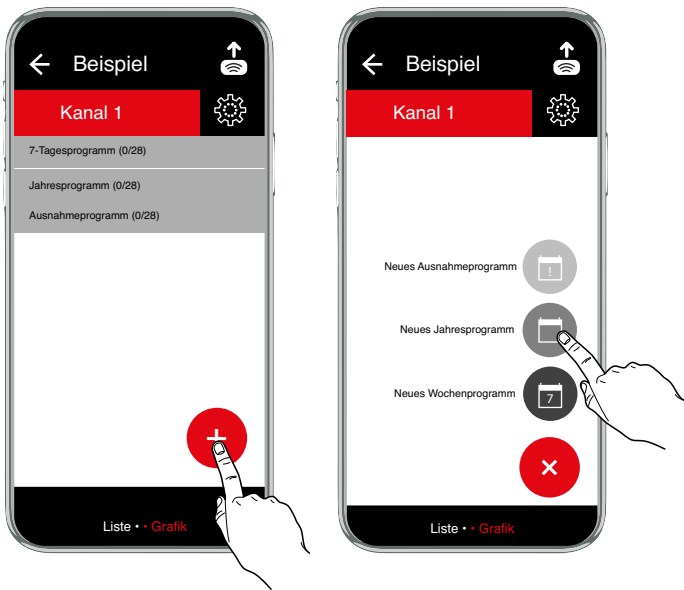 Beispiel
Kanal 1
7-Tagesprogramm (0/28)
Jahresprogramm (0/28)
Ausnahmeprogramm (0/28)
+
Liste • • Grafik
Beispiel
Kanal 1
Neues Ausnahmeprogramm
!
Neues Jahresprogramm
Neues Wochenprogramm
7
Liste • • Grafik